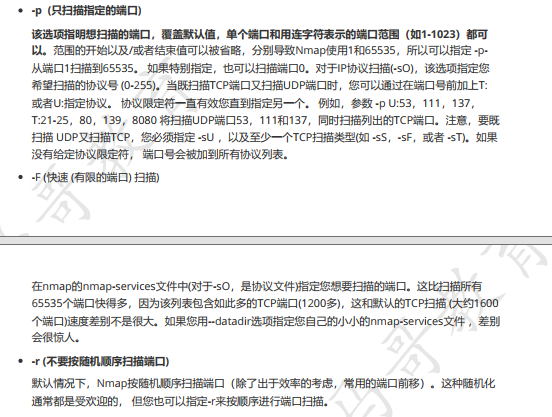 • -p (只扫描指定的端口)
该选项指明想扫描的端口，覆盖默认值，单个端口和用连字符表示的端口范围（如1-1023）都可
以。范围的开始以及/或者结束值可以被省略，分别导致Nmap使用1和65535，所以可以指定 -p-
从端口1扫描到65535。 如果特别指定，也可以扫描端口0。对于IP协议扫描(-sO)，该选项指定您
希望扫描的协议号 (0-255)。当既扫描TCP端口又扫描UDP端口时，您可以通过在端口号前加上T:
或者U:指定协议。 协议限定符一直有效您直到指定另一个。 例如，参数 -p U:53，111，137，
T:21-25，80，139，8080 将扫描UDP端口53，111和137，同时扫描列出的TCP端口。注意，要既
扫描 UDP又扫描TCP，您必须指定 -sU ，以及至少一个TCP扫描类型(如 -sS，-sF，或者 -sT)。如果
没有给定协议限定符， 端口号会被加到所有协议列表。
• -F (快速 (有限的端口) 扫描)
在nmap的nmap-services文件中(对于-sO，是协议文件)指定您想要扫描的端口。这比扫描所有
65535个端口快得多，因为该列表包含如此多的TCP端口(1200多)，这和默认的TCP扫描 (大约1600
个端口)速度差别不是很大。如果您用--datadir选项指定您自己的小小的nmap-services文件 ，差别
会很惊人。
• -r (不要按随机顺序扫描端口)
默认情况下，Nmap按随机顺序扫描端口（除了出于效率的考虑，常用的端口前移）。这种随机化
通常都是受欢迎的， 但您也可以指定-r来按顺序进行端口扫描。